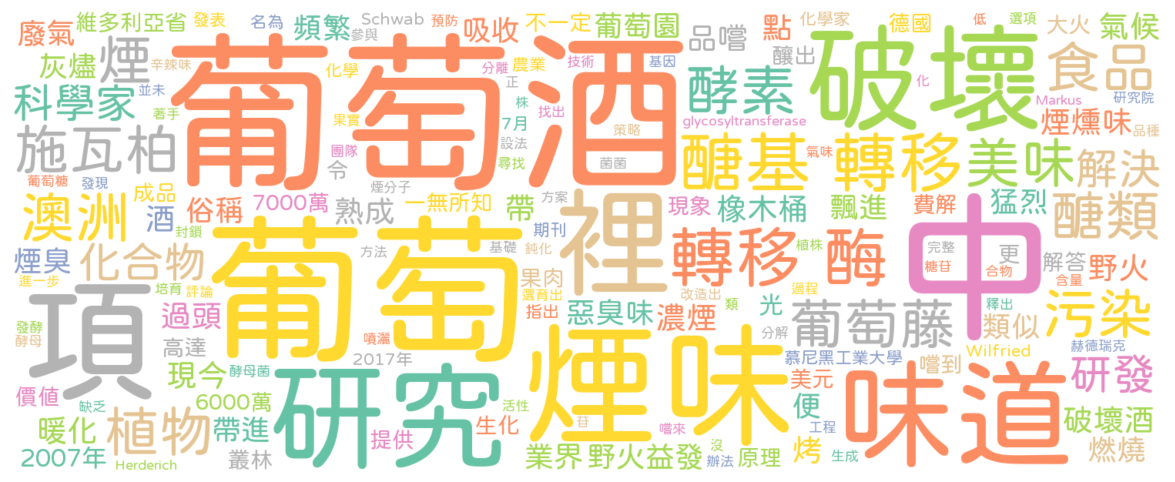 維多利亞省 發表 名為 頻繁 Schwab 吸收 不一定 葡萄園 化學家 德國 低 選項 大火 氣候
廢氣 參與 預防 品嚐 點 釀出
灰燼 煙 辛辣味 葡萄酒 化學 分離 農業 技術 基因 破壞 食品
並未 正 酵素 化 研究院
科學家 著手 果實 株 找出 glycosyltransferase Markus 煙燻味 品種
施瓦柏 團隊 7月 設法 策略 醣基 轉移 美味 解決
令 尋找 菌菌 氣味
葡萄糖 發現 煙分子
澳洲 成品 酒 俗稱 7000萬 熟成 一無所知 帶 方案 裡 現象 橡木桶 飄進 費解 猛烈 醣類
封鎖 期刊 植株 中
煙臭 化合物 葡萄 方法 基礎 鈍化 轉移 酶 完整 更 解答 野火
進一步 果肉 糖苷 合物 含量
項 培育 評論 選育出 改造出 過程 釋出
發酵 過頭 指出 惡臭味 濃煙 類 光 葡萄藤 類似 污染
酵母 高達 噴灑 煙味 分解 Wilfried 赫德瑞克
2017年 慕尼黑工業大學 嚐到
價值 現今 酵母菌 研究 美元 味道 研發
缺乏 6000萬 活性 便
暖化 植物 帶進 提供 生化 苷 嚐來 沒 工程 破壞酒
2007年 Herderich 叢林 業界 野火益發 辦法 原理 烤 生成 燃燒